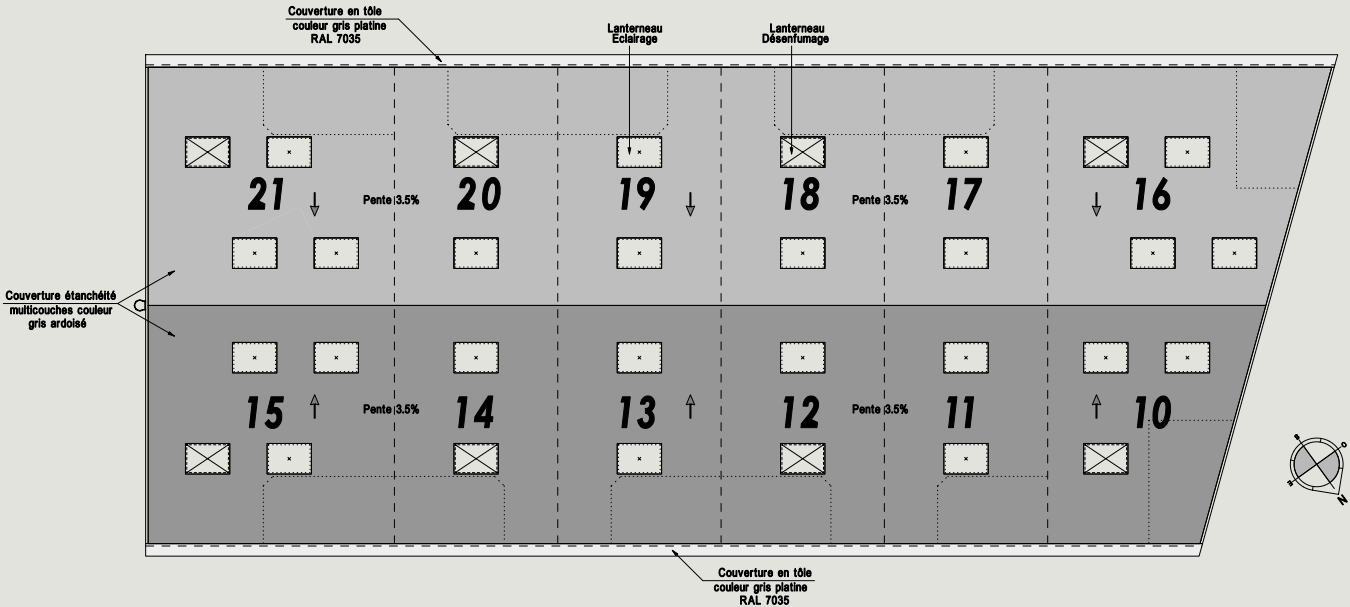 Couverture en tôle
couleur gris platine
RAL 7035
Lanterneau
Eclairage
Lanterneau
Désenfumage
21
Pente 3.5%
20
19
18
Pente 3.5%
17
16
Couverture étanchéité
multicouches couleur
gris ardoisé
15
Pente 3.5%
14
13
12
Pente 3.5%
11
10
N
Couverture en tôle
couleur gris platine
RAL 7035